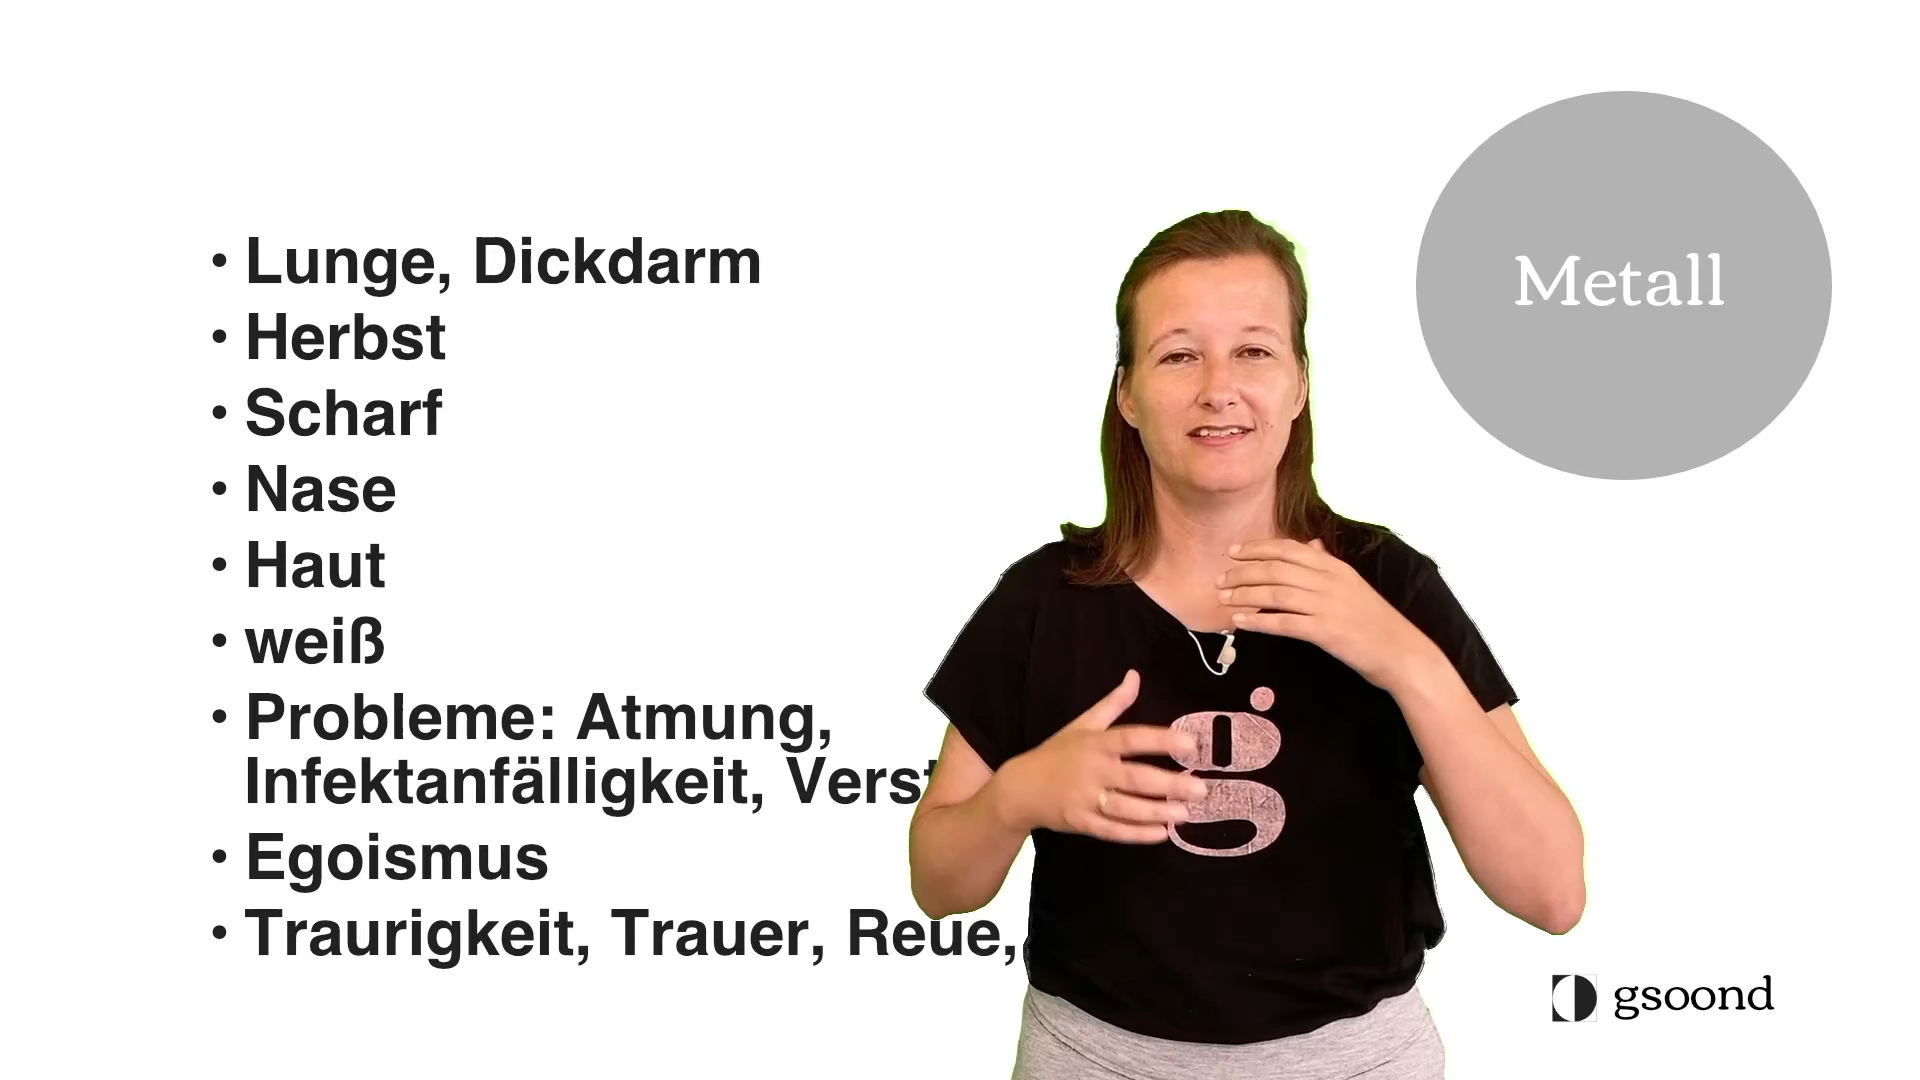 • Lunge, Dickdarm
• Herbst
• Scharf
• Nase
• Haut
• weiß
• Probleme: Atmung,
Infektanfälligkeit,
• Egoismus
• Traurigkeit, Trauer, Reue,
Metall
g
gsoond